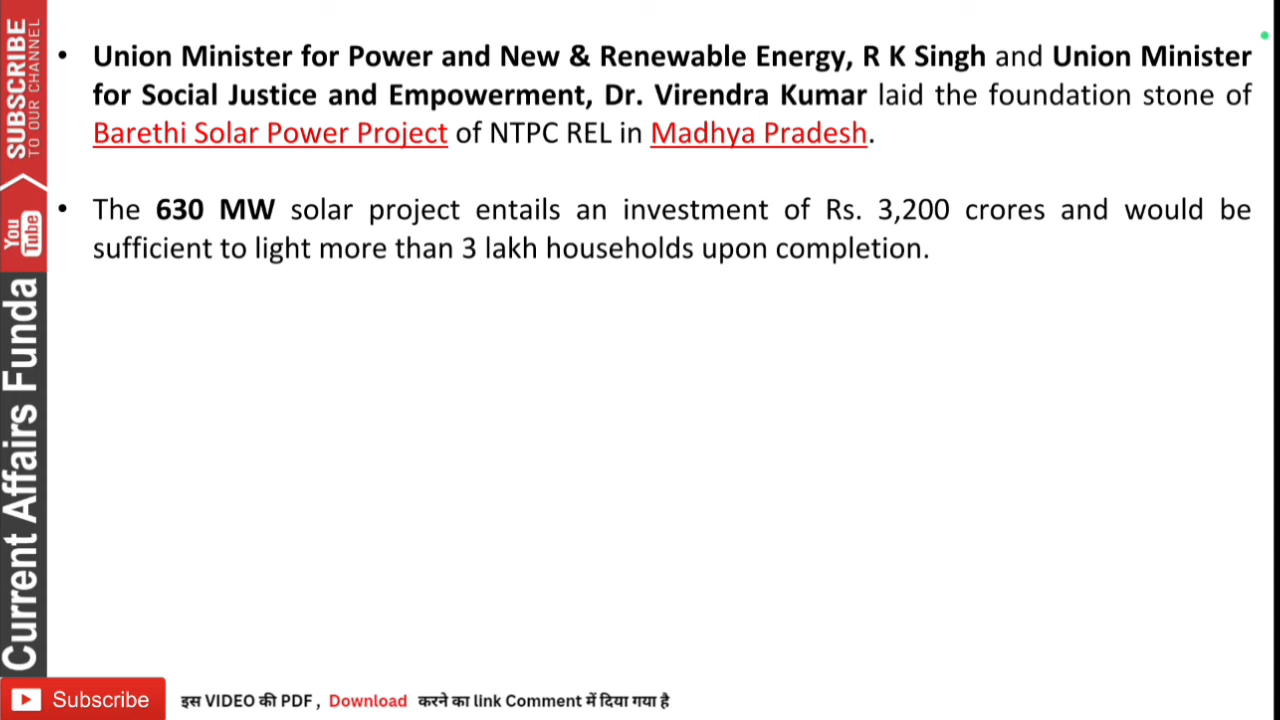 • Union Minister for Power and New & Renewable Energy, R K Singh and Union Minister
for Social Justice and Empowerment, Dr. Virendra Kumar laid the foundation stone of
Barethi Solar Power Project of NTPC REL in Madhya Pradesh.
• The 630 MW solar project entails an investment of Rs. 3,200 crores and would be
sufficient to light more than 3 lakh households upon completion.
SUBSCRIBE
TO OUR CHANNEL
You
Tube
Current Affairs Funda
Subscribe
इस VIDEO की PDF , Download करने का link Comment में दिया गया है